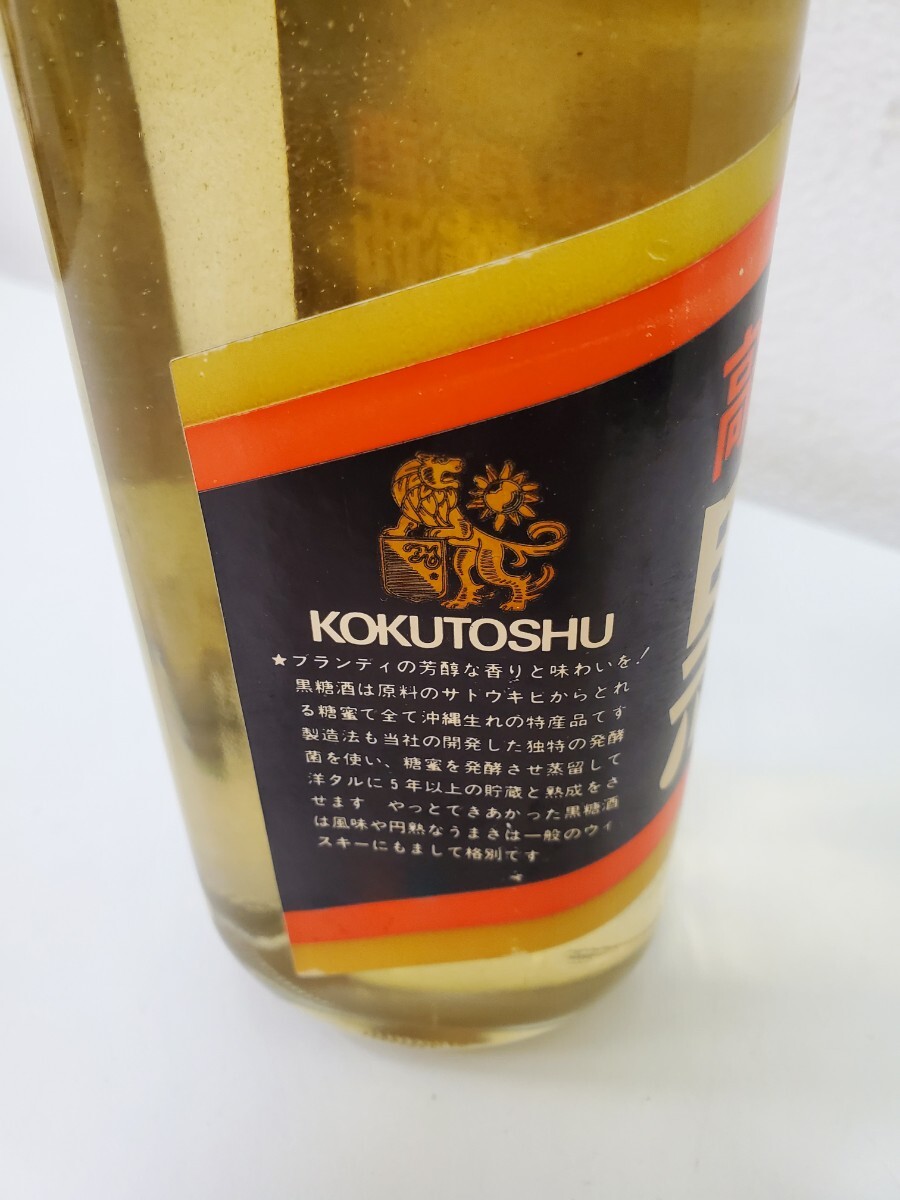 KOKUTOSHU
★ブランディの芳醇な香りと味わいを!
黒糖酒は原料のサトウキビからとれ
る糖蜜で全て沖縄生れの特産品です
製造法も当社の開発した独特の発酵
菌を使い、糖蜜を発酵させ蒸留して
洋タルに5年以上の貯蔵と熟成をさ
せます　やっとできあかった黒糖酒
は風味や円熟なうまさは一般のウィ
スキーにもまして格別です